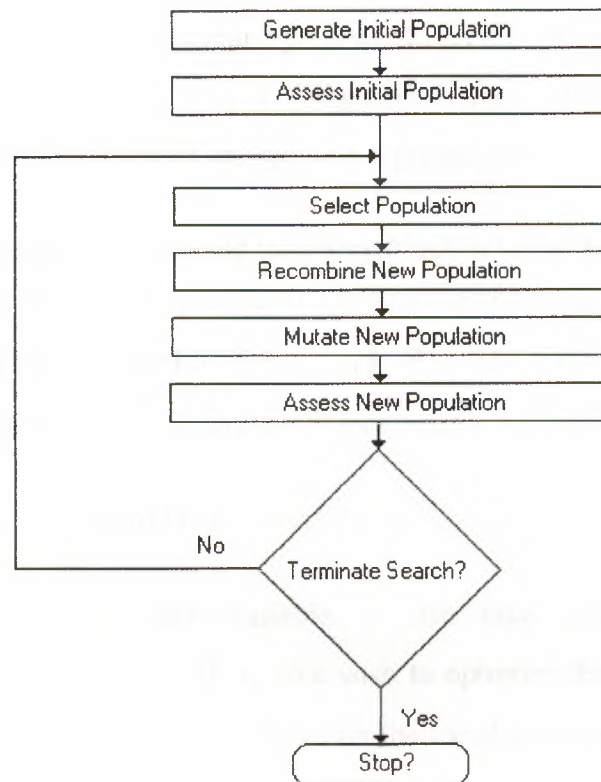 Generate Initial Population
Assess Initial Population
Select Population
Recombine New Population
Mutate New Population
Assess New Population
No
Terminate Search?
Yes
Stop?